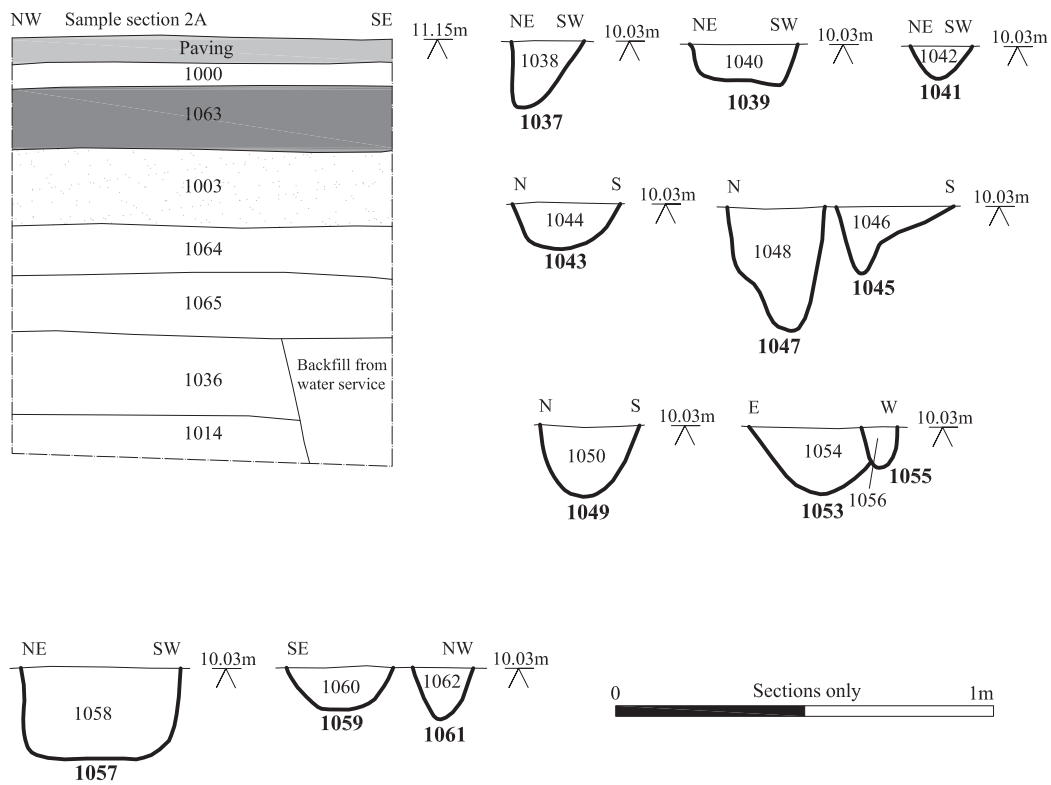 NW Sample section 2A SE
11.15m
Paving
1000
1063
1003
1064
1065
1036
Backfill from
water service
1014
NE SW 10.03m
1038
1037
NE SW 10.03m
1040
1039
NE SW 10.03m
1042
1041
N S 10.03m
1044
1043
N S 10.03m
1048
1046
1045
1047
N S 10.03m
1050
1049
E W 10.03m
1054
1055
1056
1053
NE SW 10.03m
1058
1057
SE NW 10.03m
1060
1062
1059
1061
0 Sections only 1m